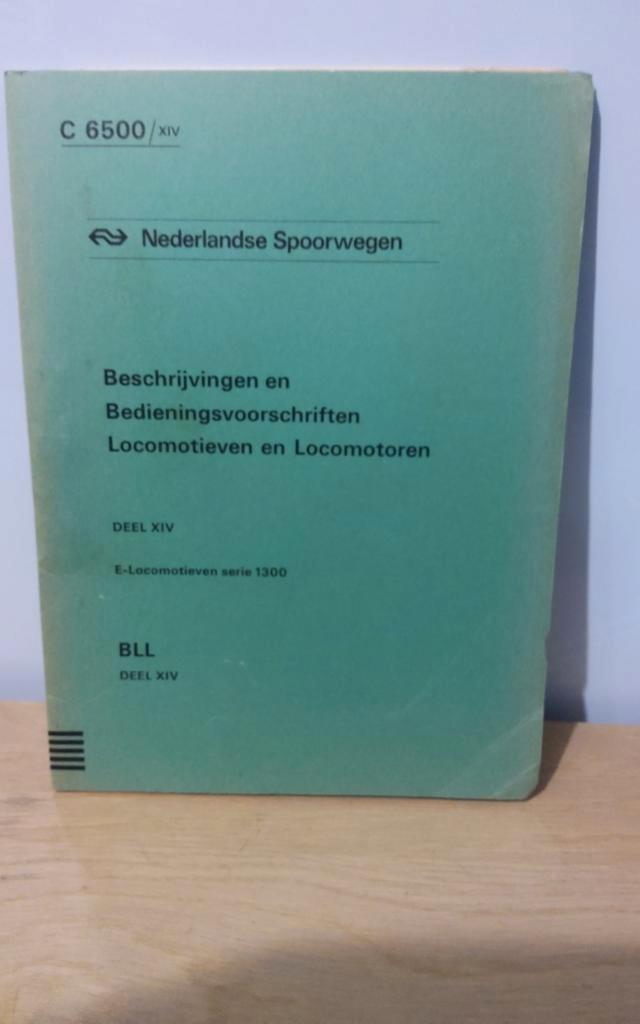 C 6500/XIV
Nederlandse Spoorwegen
Beschrijvingen en
Bedieningsvoorschriften
Locomotieven en Locomotoren
DEEL XIV
E-Locomotieven serie 1300
BLL
DEEL XIV